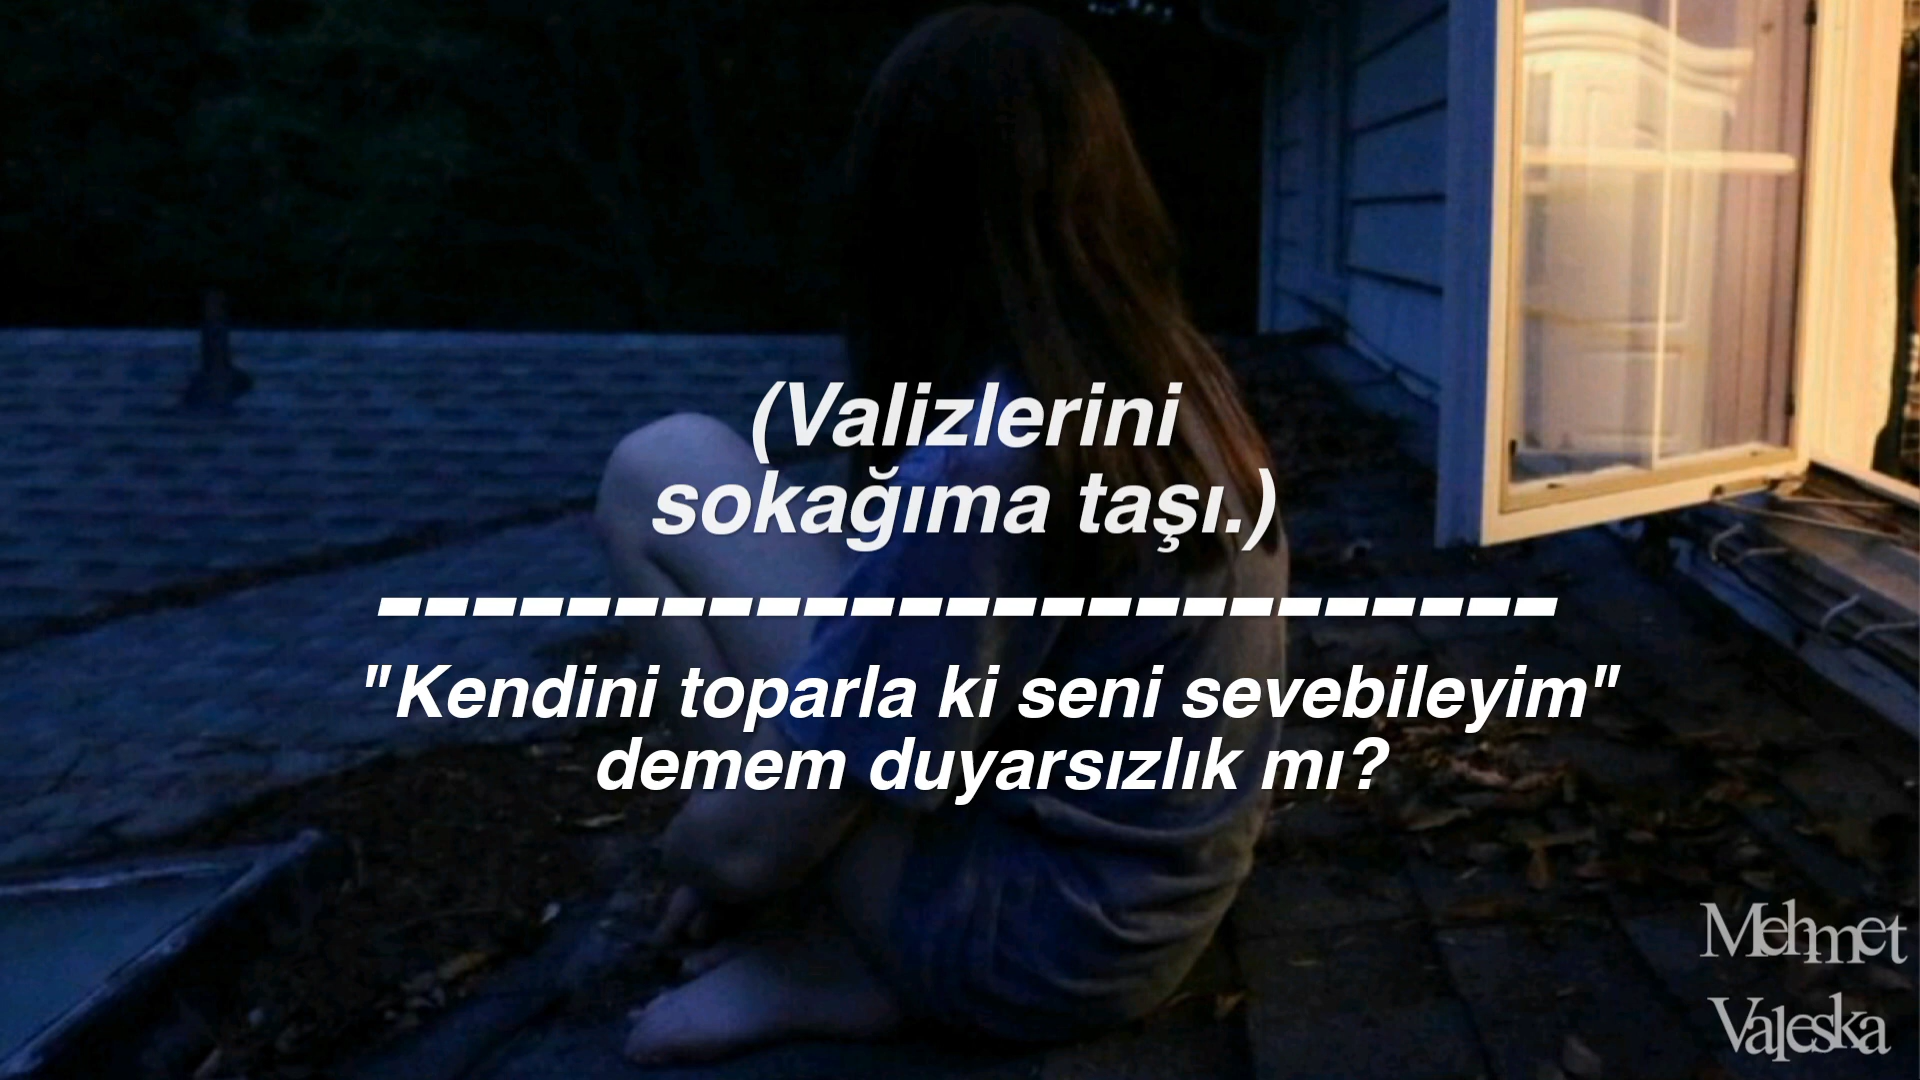 (Valizlerini
sokağıma taşı.)
-------------------------
"Kendini toparla ki seni sevebileyim"
demem duyarsızlık mı?
Mehmet
Valeska